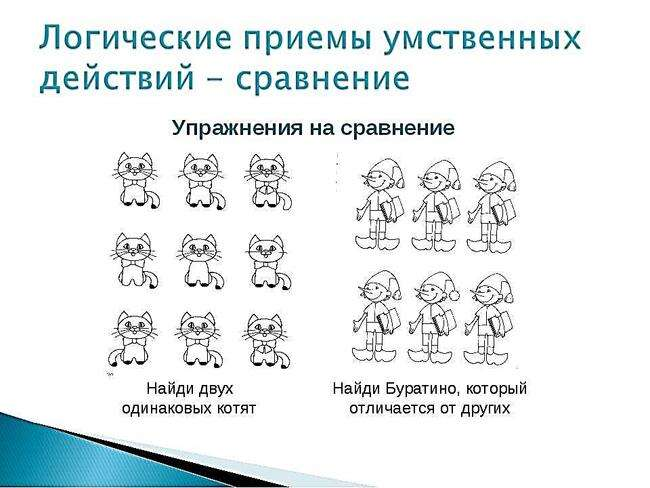 Логические приемы умственных
действий – сравнение
Упражнения на сравнение
Найди двух
одинаковых котят
Найди Буратино, который
отличается от других